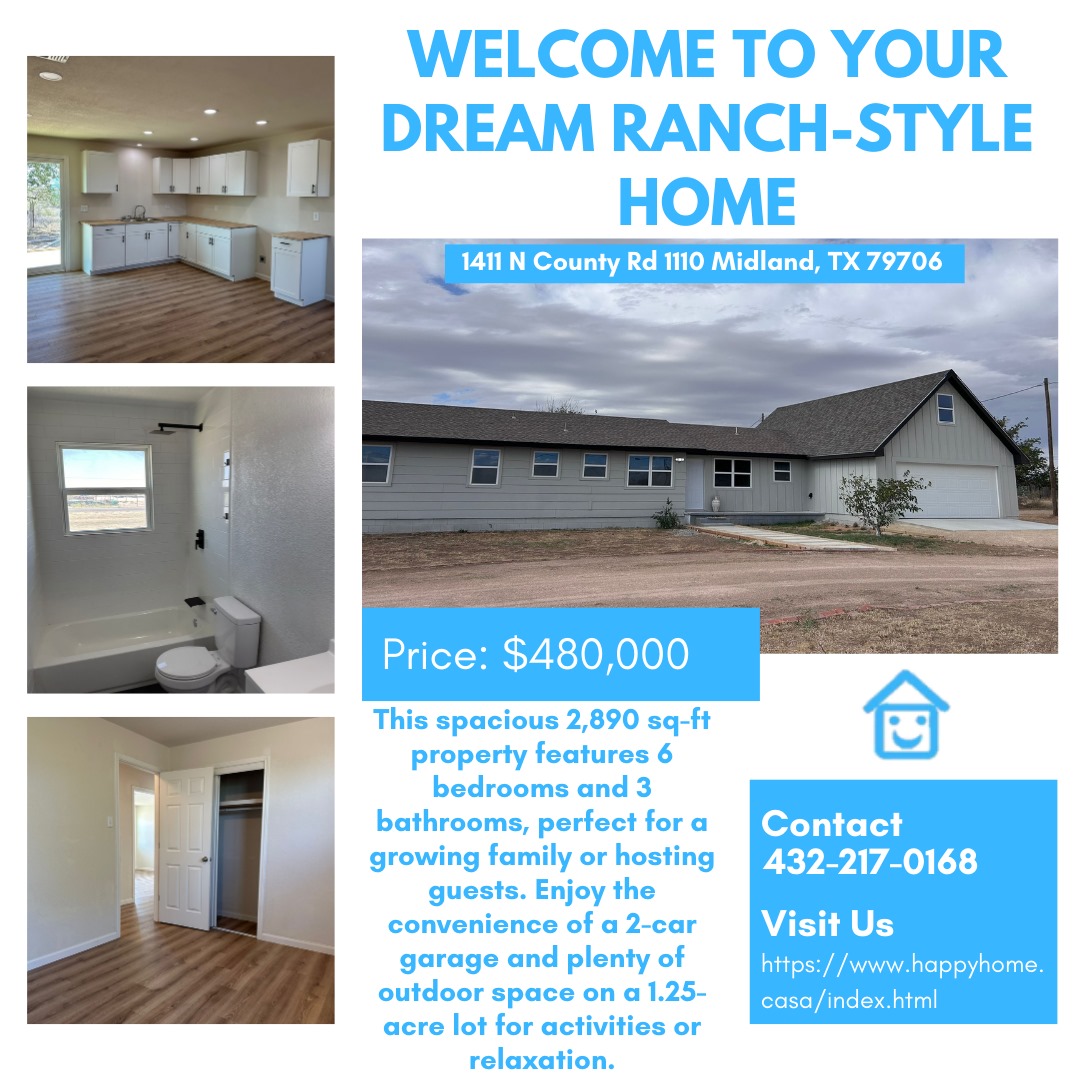 WELCOME TO YOUR
DREAM RANCH-STYLE
HOME
1411 N County Rd 1110 Midland, TX 79706
Price: $480,000
This spacious 2,890 sq-ft
property features 6
bedrooms and 3
bathrooms, perfect for a
growing family or hosting
guests. Enjoy the
convenience of a 2-car
garage and plenty of
outdoor space on a 1.25-
acre lot for activities or
relaxation.
Contact
432-217-0168
Visit Us
https://www.happyhome.
casa/index.html